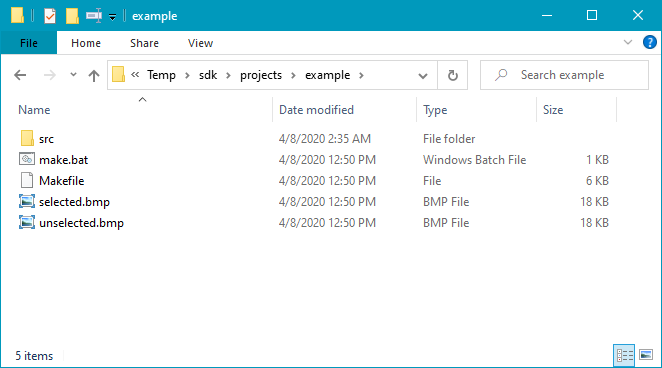 example
File Home Share View
« Temp › sdk › projects › example › Search example
Name Date modified Type Size
src 4/8/2020 2:35 AM File folder
make.bat 4/8/2020 12:50 PM Windows Batch File 1 KB
Makefile 4/8/2020 12:50 PM File 6 KB
selected.bmp 4/8/2020 12:50 PM BMP File 18 KB
unselected.bmp 4/8/2020 12:50 PM BMP File 18 KB
5 items